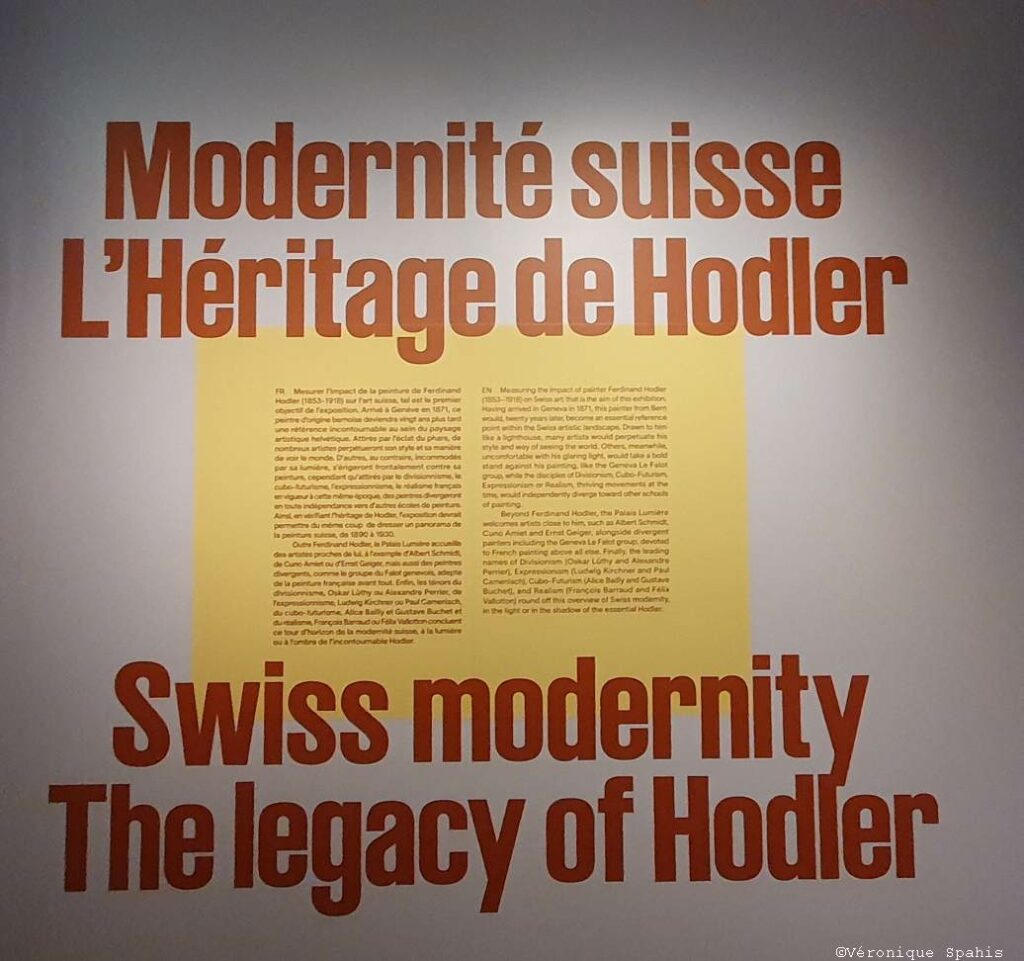 Modernité suisse
L'Héritage de Hodler
FR Mesurer l'impact de la peinture de Ferdinand
Hodler (1853-1918) sur l'art suisse, tel est le premier
objectif de l'exposition. Arrivé à Genève en 1871, ce
peintre d'origine bernoise deviendra vingt ans plus tard
une référence incontournable au sein du paysage
artistique helvétique. Attirés par l'éclat du phare, de
nombreux artistes perpétueront son style et sa manière
de voir le monde. D'autres, au contraire, incommodés
par sa lumière, s'érigeront frontalement contre sa
peinture, cependant qu'attirés par le divisionnisme, le
cubo-futurisme, l'expressionnisme, le réalisme français
en vigueur à cette même époque, des peintres divergeront
en toute indépendance vers d'autres écoles de peinture.
Ainsi, en vérifiant l'héritage de Hodler, l'exposition devrait
permettre du même coup de dresser un panorama de
la peinture suisse, de 1890 à 1930.
Outre Ferdinand Hodler, le Palais Lumière accueille
des artistes proches de lui, à l'exemple d'Albert Schmidt,
de Cuno Amiet ou d'Ernst Geiger, mais aussi des peintres
divergents, comme le groupe du Falot genevois, adepte
de la peinture française avant tout. Enfin, les ténors du
divisionnisme, Oskar Lüthy ou Alexandre Perrier, de
l'expressionnisme, Ludwig Kirchner ou Paul Camenisch,
du cubo-futurisme, Alice Bailly et Gustave Buchet et
du réalisme, François Barraud ou Félix Vallotton concluent
ce tour d'horizon de la modernité suisse, à la lumière
ou à l'ombre de l'incontournable Hodler.
EN Measuring the impact of painter Ferdinand Hodler
(1853-1918) on Swiss art: that is the aim of this exhibition.
Having arrived in Geneva in 1871, this painter from Bern
would, twenty years later, become an essential reference
point within the Swiss artistic landscape. Drawn to him
like a lighthouse, many artists would perpetuate his
style and way of seeing the world. Others, meanwhile,
uncomfortable with his glaring light, would take a bold
stand against his painting, like the Geneva Le Falot
group, while the disciples of Divisionism, Cubo-Futurism,
Expressionism or Realism, thriving movements at the
time, would independently diverge toward other schools
of painting.
Beyond Ferdinand Hodler, the Palais Lumière
welcomes artists close to him, such as Albert Schmidt,
Cuno Amiet and Ernst Geiger, alongside divergent
painters including the Geneva Le Falot group, devoted
to French painting above all else. Finally, the leading
names of Divisionism (Oskar Lüthy and Alexandre
Perrier), Expressionism (Ludwig Kirchner and Paul
Camenisch), Cubo-Futurism (Alice Bailly and Gustave
Buchet), and Realism (François Barraud and Félix
Vallotton) round off this overview of Swiss modernity,
in the light or in the shadow of the essential Hodler.
Swiss modernity
The legacy of Hodler
©Véronique Spahis